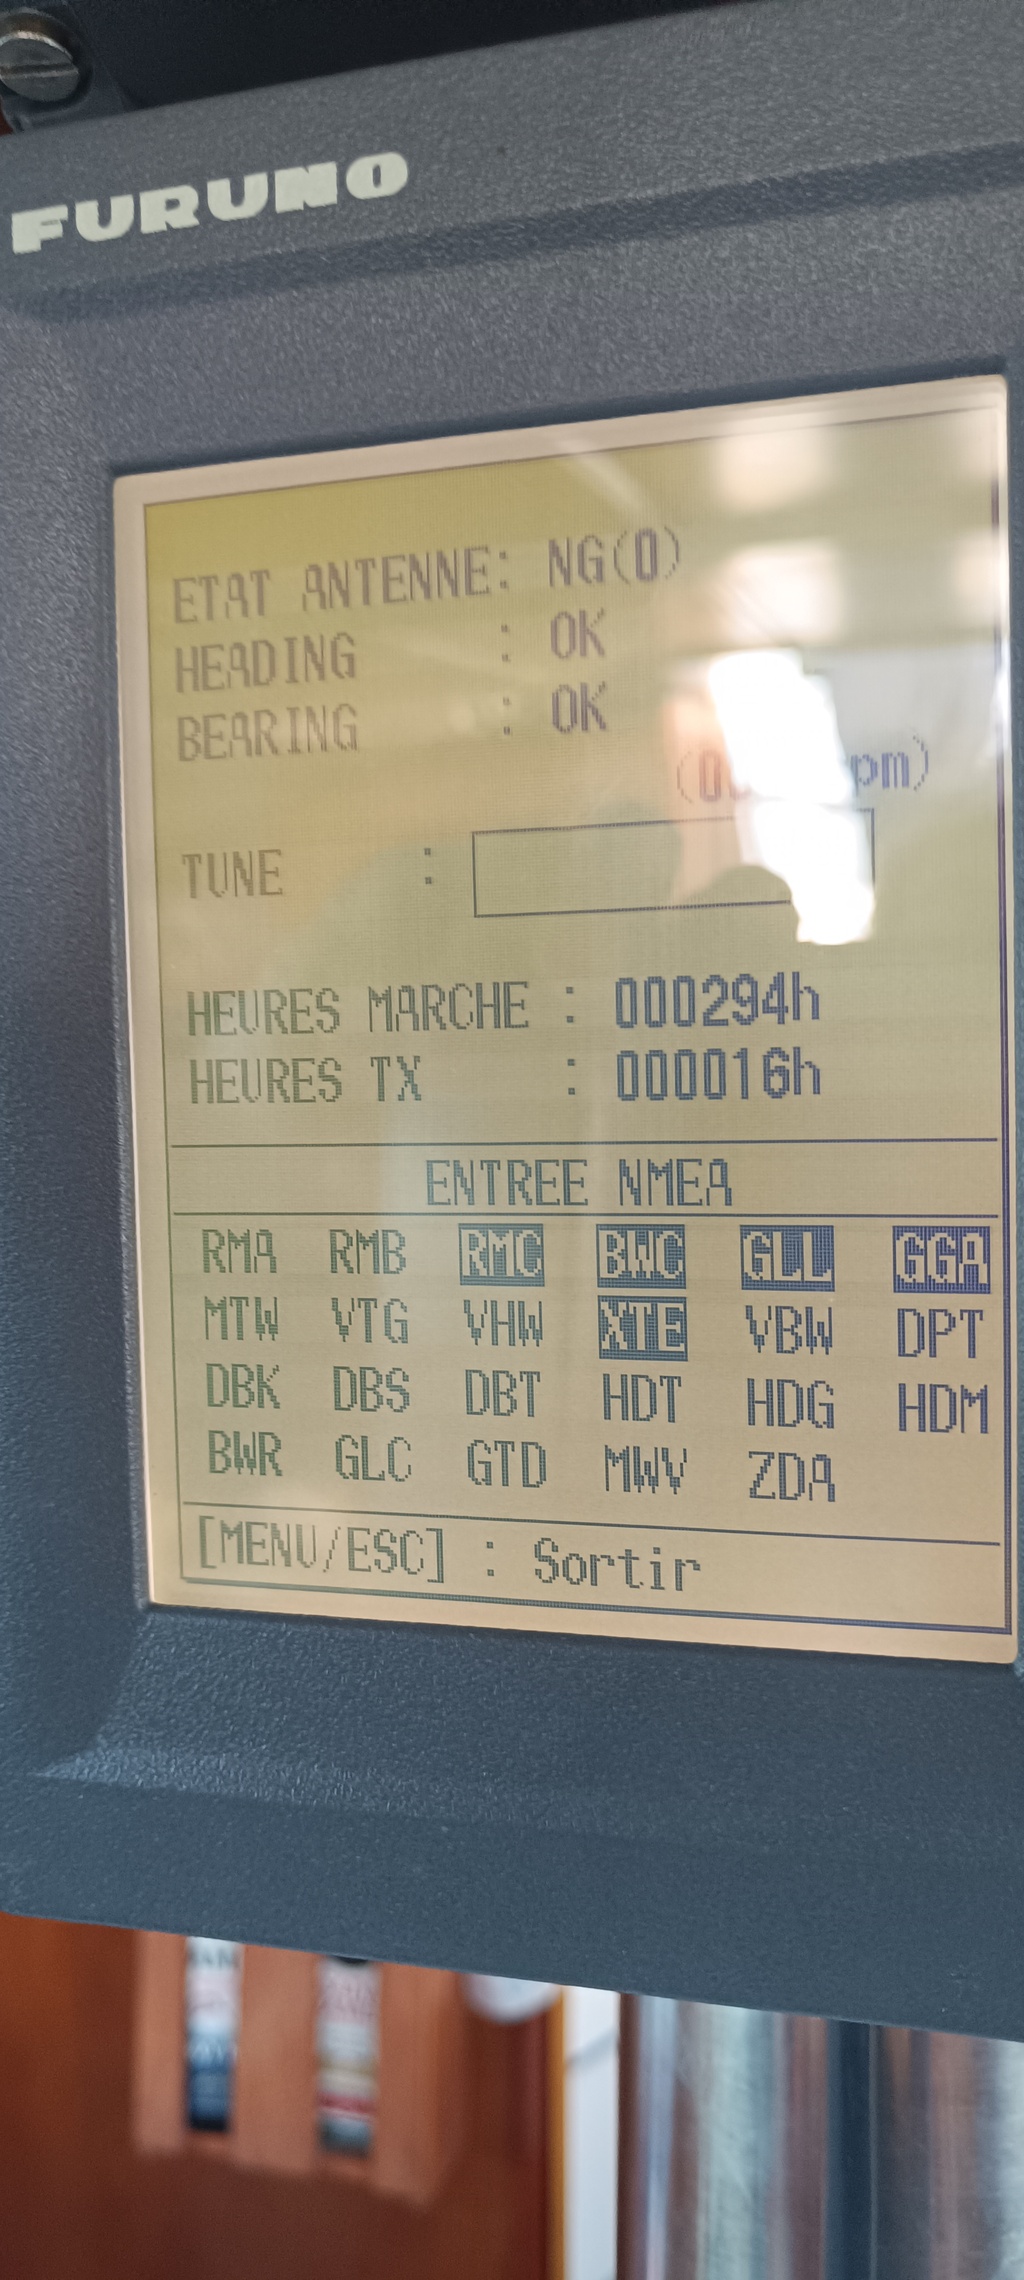 FURUNO
ETAT ANTENNE: NG(0)
HEADING : OK
BEARING : OK
TUNE :
HEURES MARCHE : 000294h
HEURES TX : 000016h
ENTREE NMEA
RMA RMB RMC BWC GLL GGA
MTW VTG VHW XTE VBW DPT
DBK DBS DBT HDT HDG HDM
BWR GLC GTD MWV ZDA
[MENU/ESC] : Sortir